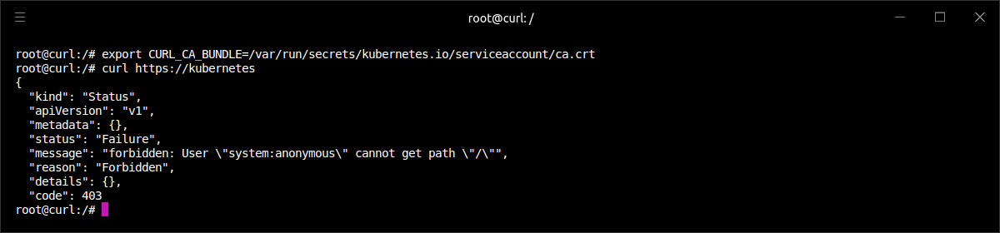 root@curl: /
root@curl:/# export CURL_CA_BUNDLE=/var/run/secrets/kubernetes.io/serviceaccount/ca.crt
root@curl:/# curl https://kubernetes
{
  "kind": "Status",
  "apiVersion": "v1",
  "metadata": {},
  "status": "Failure",
  "message": "forbidden: User \"system:anonymous\" cannot get path \"/\"",
  "reason": "Forbidden",
  "details": {},
  "code": 403
root@curl:/#